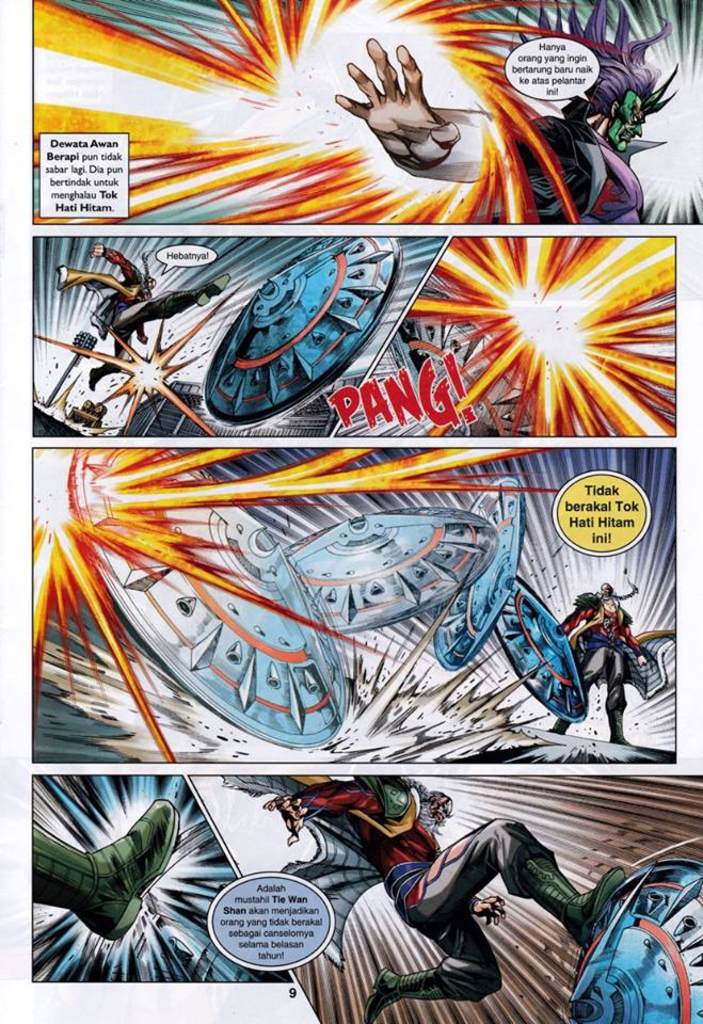 Hanya
orang yang ingin
bertarung baru naik
ke atas pelantar
ini!
Dewata Awan
Berapi pun tidak
sabar lagi. Dia pun
bertindak untuk
menghalau Tok
Hati Hitam.
Hebatnya!
PANG!
Tidak
berakal Tok
Hati Hitam
ini!
Adalah
mustahil Tie Wan
Shan akan menjadikan
orang yang tidak berakal
sebagai canselornya
selama belasan
tahun!
9